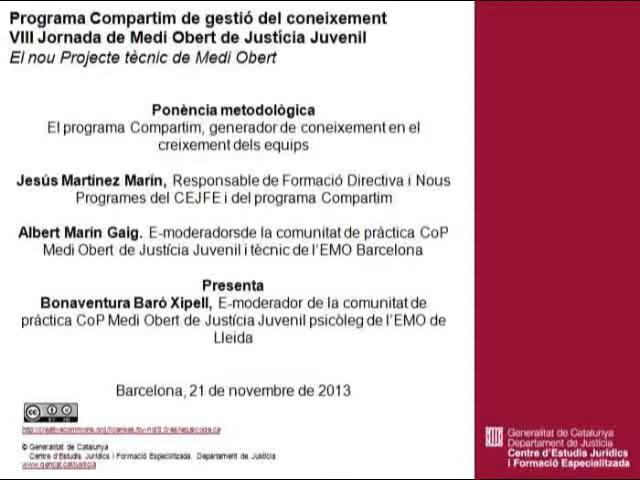 Programa Compartim de gestió del coneixement
VIII Jornada de Medi Obert de Justícia Juvenil
El nou Projecte tècnic de Medi Obert
Ponència metodològica
El programa Compartim, generador de coneixement en el
creixement dels equips
Jesús Martínez Marín, Responsable de Formació Directiva i Nous
Programes del CEJFE i del programa Compartim
Albert Marín Gaig. E-moderadorsde la comunitat de pràctica CoP
Medi Obert de Justícia Juvenil i tècnic de l'EMO Barcelona
Presenta
Bonaventura Baró Xipell, E-moderador de la comunitat de
pràctica CoP Medi Obert de Justícia Juvenil psicòleg de l'EMO de
Lleida
Barcelona, 21 de novembre de 2013
© Generalitat de Catalunya
Centre d'Estudis Jurídics i Formació Especialitzada. Departament de Justícia
www.gencat.cat/justicia
Generalitat de Catalunya
Departament de Justícia
Centre d'Estudis Jurídics
i Formació Especialitzada